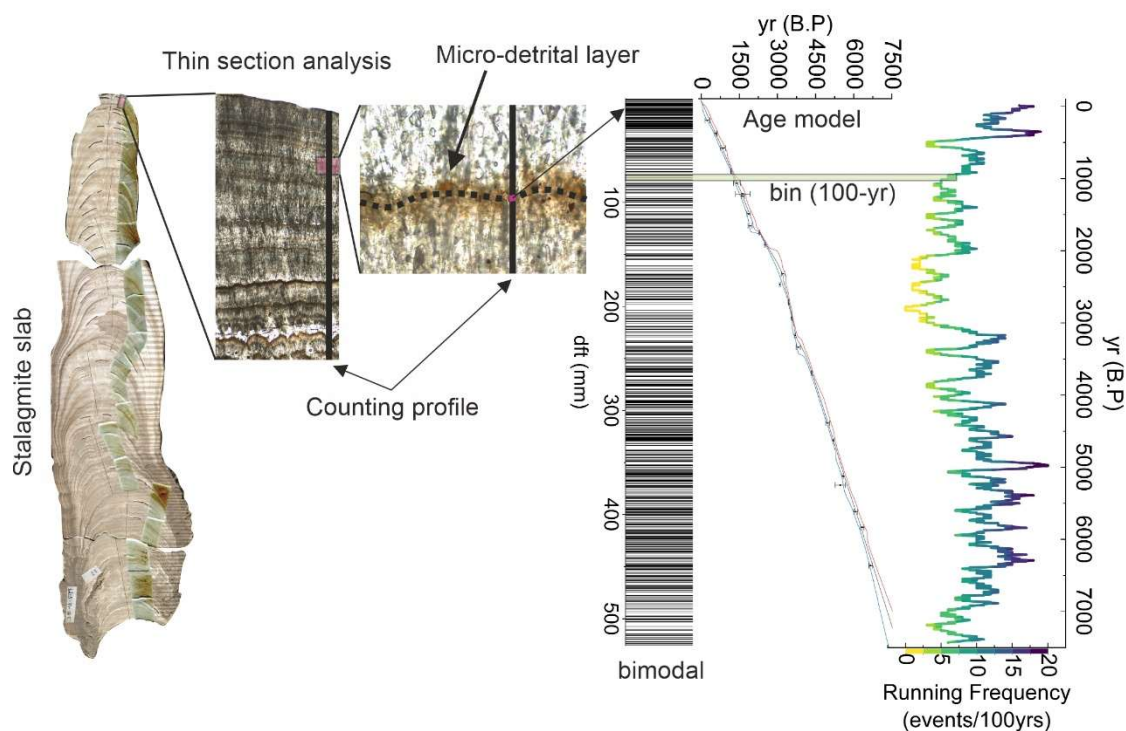 yr (B.P)
0
1500
3000
4500
6000
7500
Thin section analysis
Micro-detrital layer
Age model
bin (100-yr)
Counting profile
Stalagmite slab
100
200
300
400
500
dft (mm)
bimodal
0
1000
2000
3000
4000
5000
6000
7000
yr (B.P)
0
5
10
15
20
Running Frequency
(events/100yrs)